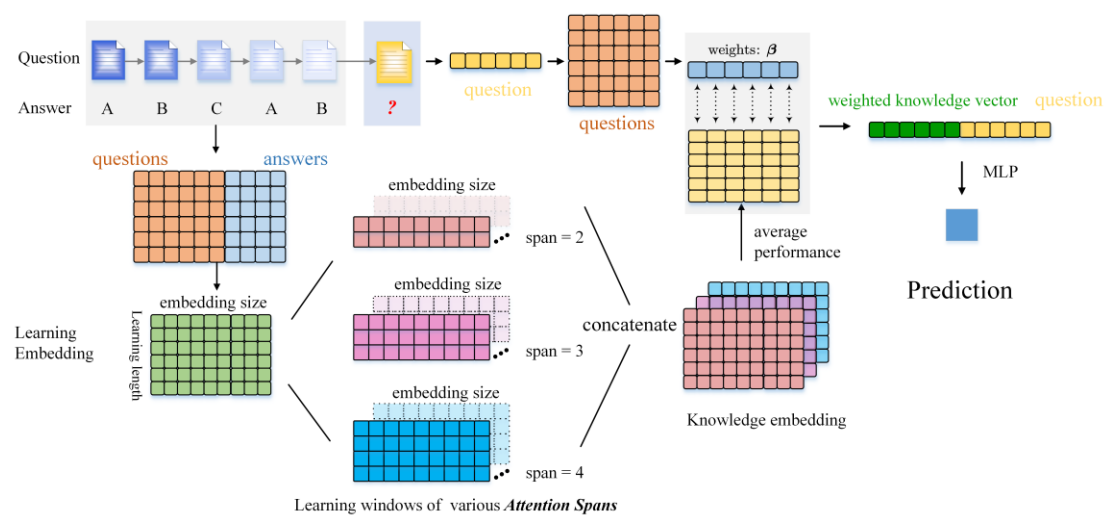 Question
Answer
A B C A B ?
question
questions
weights: β
weighted knowledge vector
question
MLP
Prediction
questions answers
embedding size
Learning length
Learning
Embedding
embedding size
span = 2
embedding size
span = 3
embedding size
span = 4
Learning windows of various Attention Spans
concatenate
average
performance
Knowledge embedding